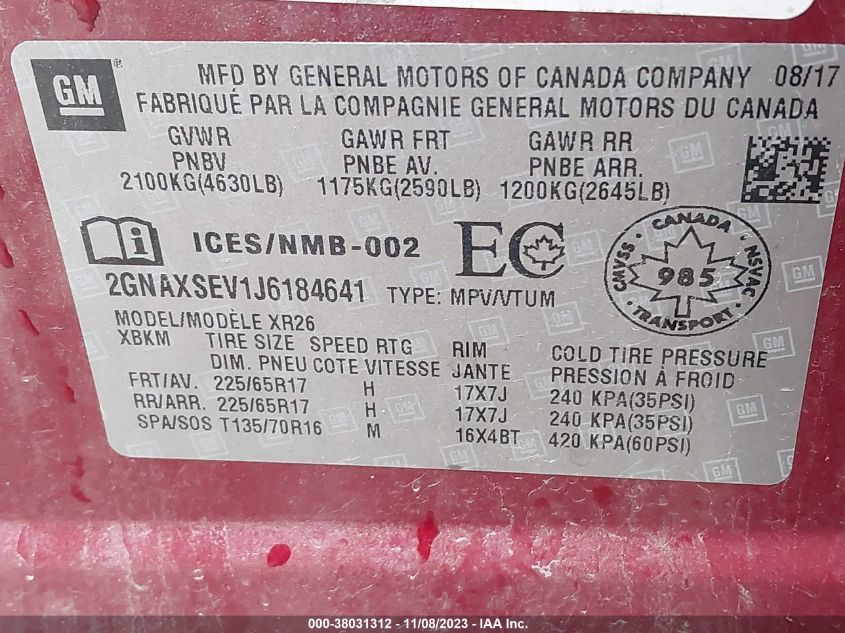 GM
MFD BY GENERAL MOTORS OF CANADA COMPANY 08/17
FABRIQUÉ PAR LA COMPAGNIE GENERAL MOTORS DU CANADA
GVWR GAWR FRT GAWR RR
PNBV PNBE AV. PNBE ARR.
2100KG(4630LB) 1175KG(2590LB) 1200KG(2645LB)
ICES/NMB-002 EC
CANADA CMVSS NSVAC 985 TRANSPORT
2GNAXSEV1J6184641 TYPE: MPV/VTUM
MODEL/MODÈLE XR26
XBKM TIRE SIZE SPEED RTG RIM COLD TIRE PRESSURE
DIM. PNEU COTE VITESSE JANTE PRESSION À FROID
FRT/AV. 225/65R17 H 17X7J 240 KPA(35PSI)
RR/ARR. 225/65R17 H 17X7J 240 KPA(35PSI)
SPA/SOS T135/70R16 M 16X4BT 420 KPA(60PSI)
000-38031312 - 11/08/2023 - IAAI.com